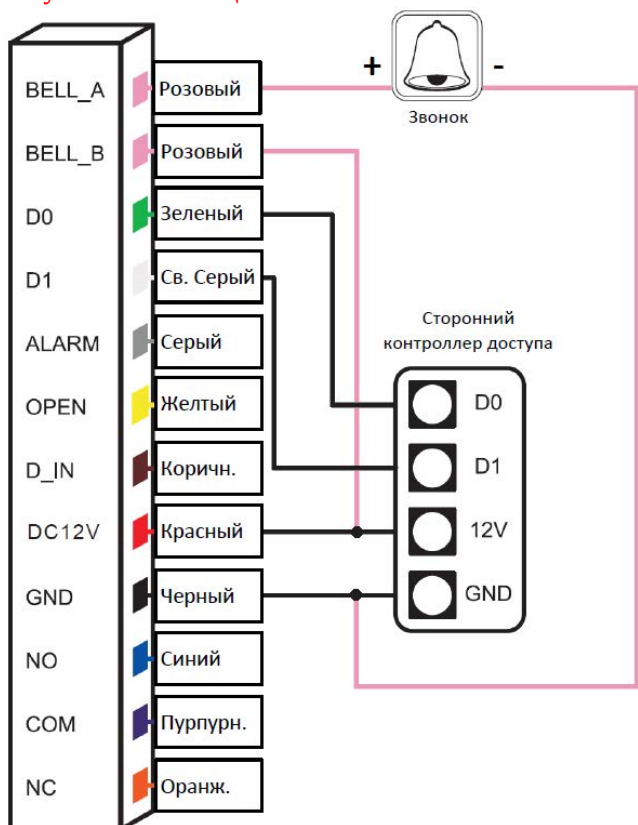 BELL_A Розовый + -
Звонок
BELL_B Розовый
D0 Зеленый
D1 Св. Серый
Сторонний
контроллер доступа
ALARM Серый
OPEN Желтый D0
D_IN Коричн. D1
DC12V Красный 12V
GND Черный GND
NO Синий
COM Пурпурн.
NC Оранж.